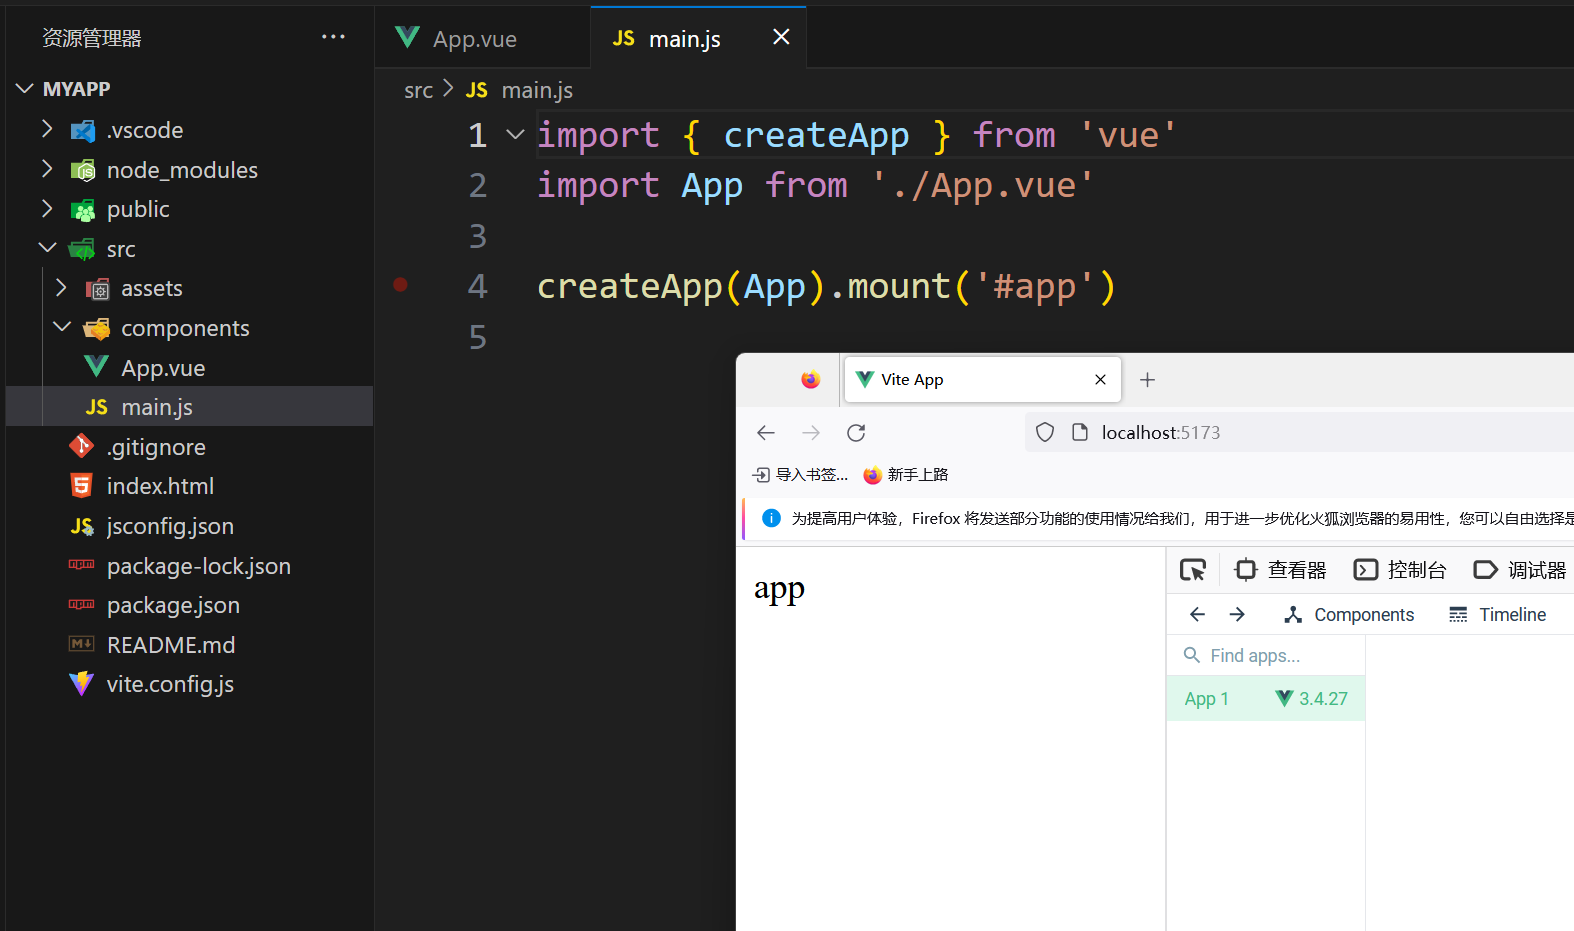 资源管理器 ···
MYAPP
.vscode
node_modules
public
src
assets
components
App.vue
JS main.js
.gitignore
index.html
JS jsconfig.json
package-lock.json
package.json
README.md
vite.config.js
App.vue
JS main.js
src > JS main.js
1 import { createApp } from 'vue'
2 import App from './App.vue'
3
4 createApp(App).mount('#app')
5
Vite App
localhost:5173
导入书签...
新手上路
为提高用户体验，Firefox 将发送部分功能的使用情况给我们，用于进一步优化火狐浏览器的易用性，您可以自由选择是
app
查看器 控制台 调试器
Components Timeline
Find apps...
App 1 3.4.27